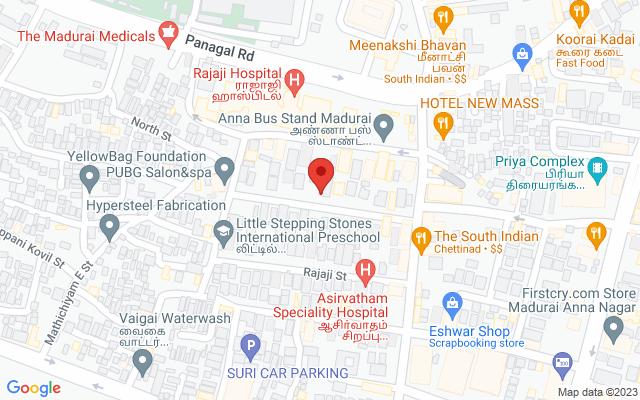 The Madurai Medicals
Panagal Rd
Meenakshi Bhavan
மீனாட்சி
பவன்
South Indian • $$
Koorai Kadai
கூரை கடை
Fast Food
Rajaji Hospital
ராஜாஜி
ஹாஸ்பிடல்
HOTEL NEW MASS
Anna Bus Stand Madurai
அண்ணா பஸ்
ஸ்டாண்ட்...
North St
YellowBag Foundation
PUBG Salon&spa
Priya Complex
பிரியா
திரையரங்க...
Hypersteel Fabrication
Little Stepping Stones
International Preschool
லிட்டில்...
The South Indian
Chettinad • $$
ppani Kovil St
Mathichiyam E St
Rajaji St
Asirvatham
Speciality Hospital
ஆசிர்வாதம்
சிறப்பு...
Firstcry.com Store
Madurai Anna Nagar
Vaigai Waterwash
வைகை
வாட்டர்...
Eshwar Shop
Scrapbooking store
SURI CAR PARKING
Google
Map data ©2023